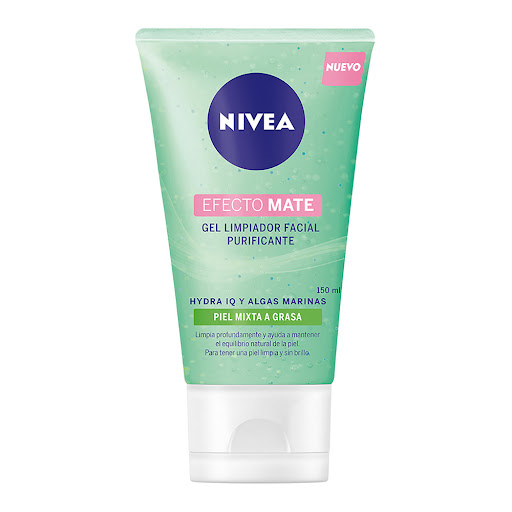 NUEVO
NIVEA
EFECTO MATE
GEL LIMPIADOR FACIAL
PURIFICANTE
150 ml
HYDRA IQ Y ALGAS MARINAS
PIEL MIXTA A GRASA
Limpia profundamente y ayuda a mantener
el equilibrio natural de la piel.
Para tener una piel limpia y sin brillo.